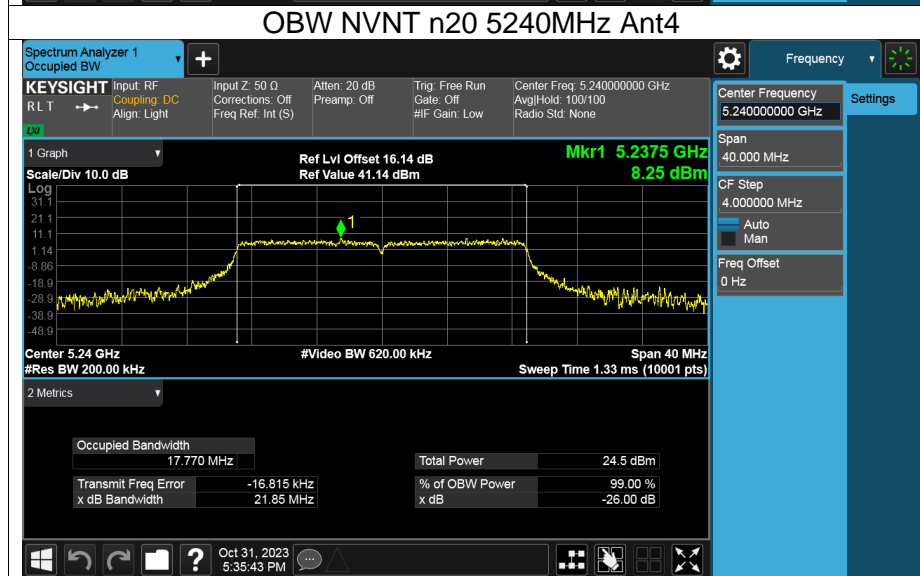 OBW NVNT n20 5240MHz Ant4
Spectrum Analyzer 1
Occupied BW
+
Frequency
KEYSIGHT
R L T
LXI
Input: RF
Coupling: DC
Align: Light
Input Z: 50 Ω
Corrections: Off
Freq Ref: Int (S)
Atten: 20 dB
Preamp: Off
Trig: Free Run
Gate: Off
#IF Gain: Low
Center Freq: 5.240000000 GHz
Avg|Hold: 100/100
Radio Std: None
Center Frequency
5.240000000 GHz
Settings
Span
40.000 MHz
CF Step
4.000000 MHz
Auto
Man
Freq Offset
0 Hz
1 Graph
Scale/Div 10.0 dB
Ref Lvl Offset 16.14 dB
Ref Value 41.14 dBm
Mkr1 5.2375 GHz
8.25 dBm
Log
31.1
21.1
11.1
1.14
-8.86
-18.9
-28.9
-38.9
-48.9
1
Center 5.24 GHz
#Res BW 200.00 kHz
#Video BW 620.00 kHz
Span 40 MHz
Sweep Time 1.33 ms (10001 pts)
2 Metrics
Occupied Bandwidth
17.770 MHz
Transmit Freq Error -16.815 kHz
x dB Bandwidth 21.85 MHz
Total Power 24.5 dBm
% of OBW Power 99.00 %
x dB -26.00 dB
?
Oct 31, 2023
5:35:43 PM